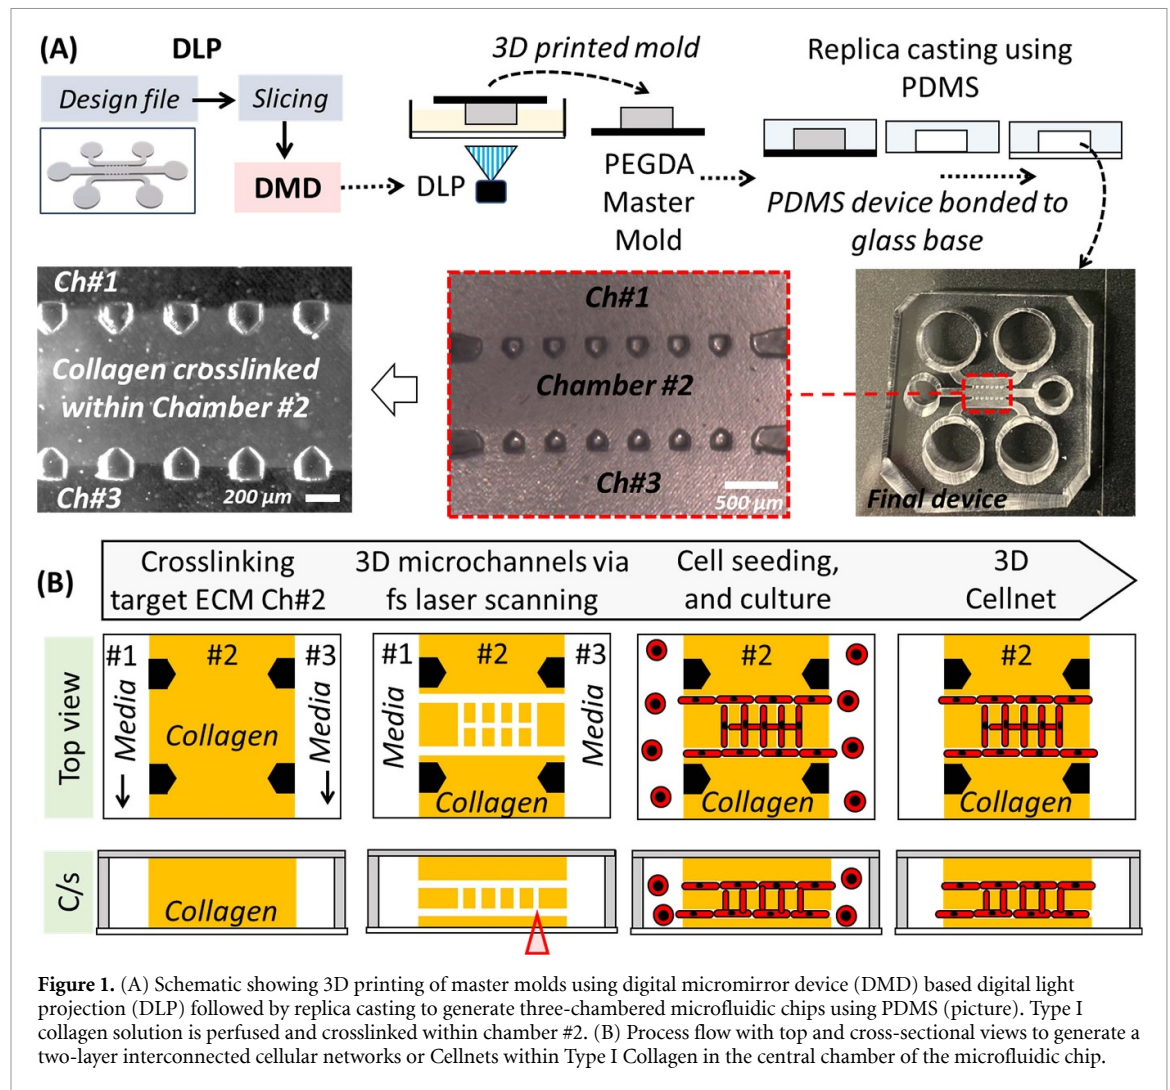 (A)
DLP
Design file
Slicing
DMD
DLP
3D printed mold
PEGDA
Master
Mold
Replica casting using
PDMS
PDMS device bonded to
glass base
Ch#1
Collagen crosslinked
within Chamber #2
Ch#3
200 µm
Ch#1
Chamber #2
Ch#3
500 µm
Final device
(B)
Crosslinking
target ECM Ch#2
3D microchannels via
fs laser scanning
Cell seeding,
and culture
3D
Cellnet
Top view
#1
#2
#3
Media
Collagen
Media
#1
#2
#3
Media
Media
Collagen
#2
Collagen
#2
Collagen
C/s
Collagen
Figure 1. (A) Schematic showing 3D printing of master molds using digital micromirror device (DMD) based digital light
projection (DLP) followed by replica casting to generate three-chambered microfluidic chips using PDMS (picture). Type I
collagen solution is perfused and crosslinked within chamber #2. (B) Process flow with top and cross-sectional views to generate a
two-layer interconnected cellular networks or Cellnets within Type I Collagen in the central chamber of the microfluidic chip.